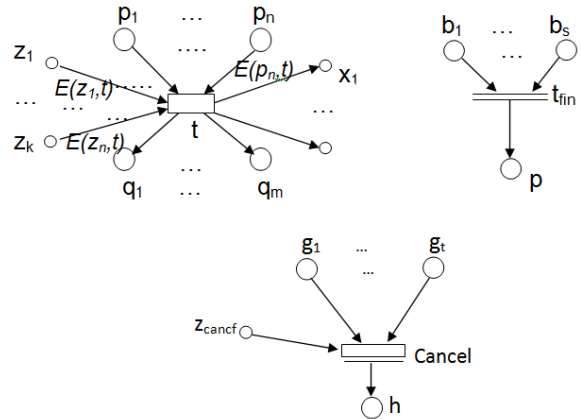 p1 … pn
….
z1 E(z1,t)…… E(pn,t) x1
… … … …
t
zk E(zn,t) …
q1 … qm
…
b1 … bs
…
tfin
p
g1 … gt
…
zcancf
Cancel
h